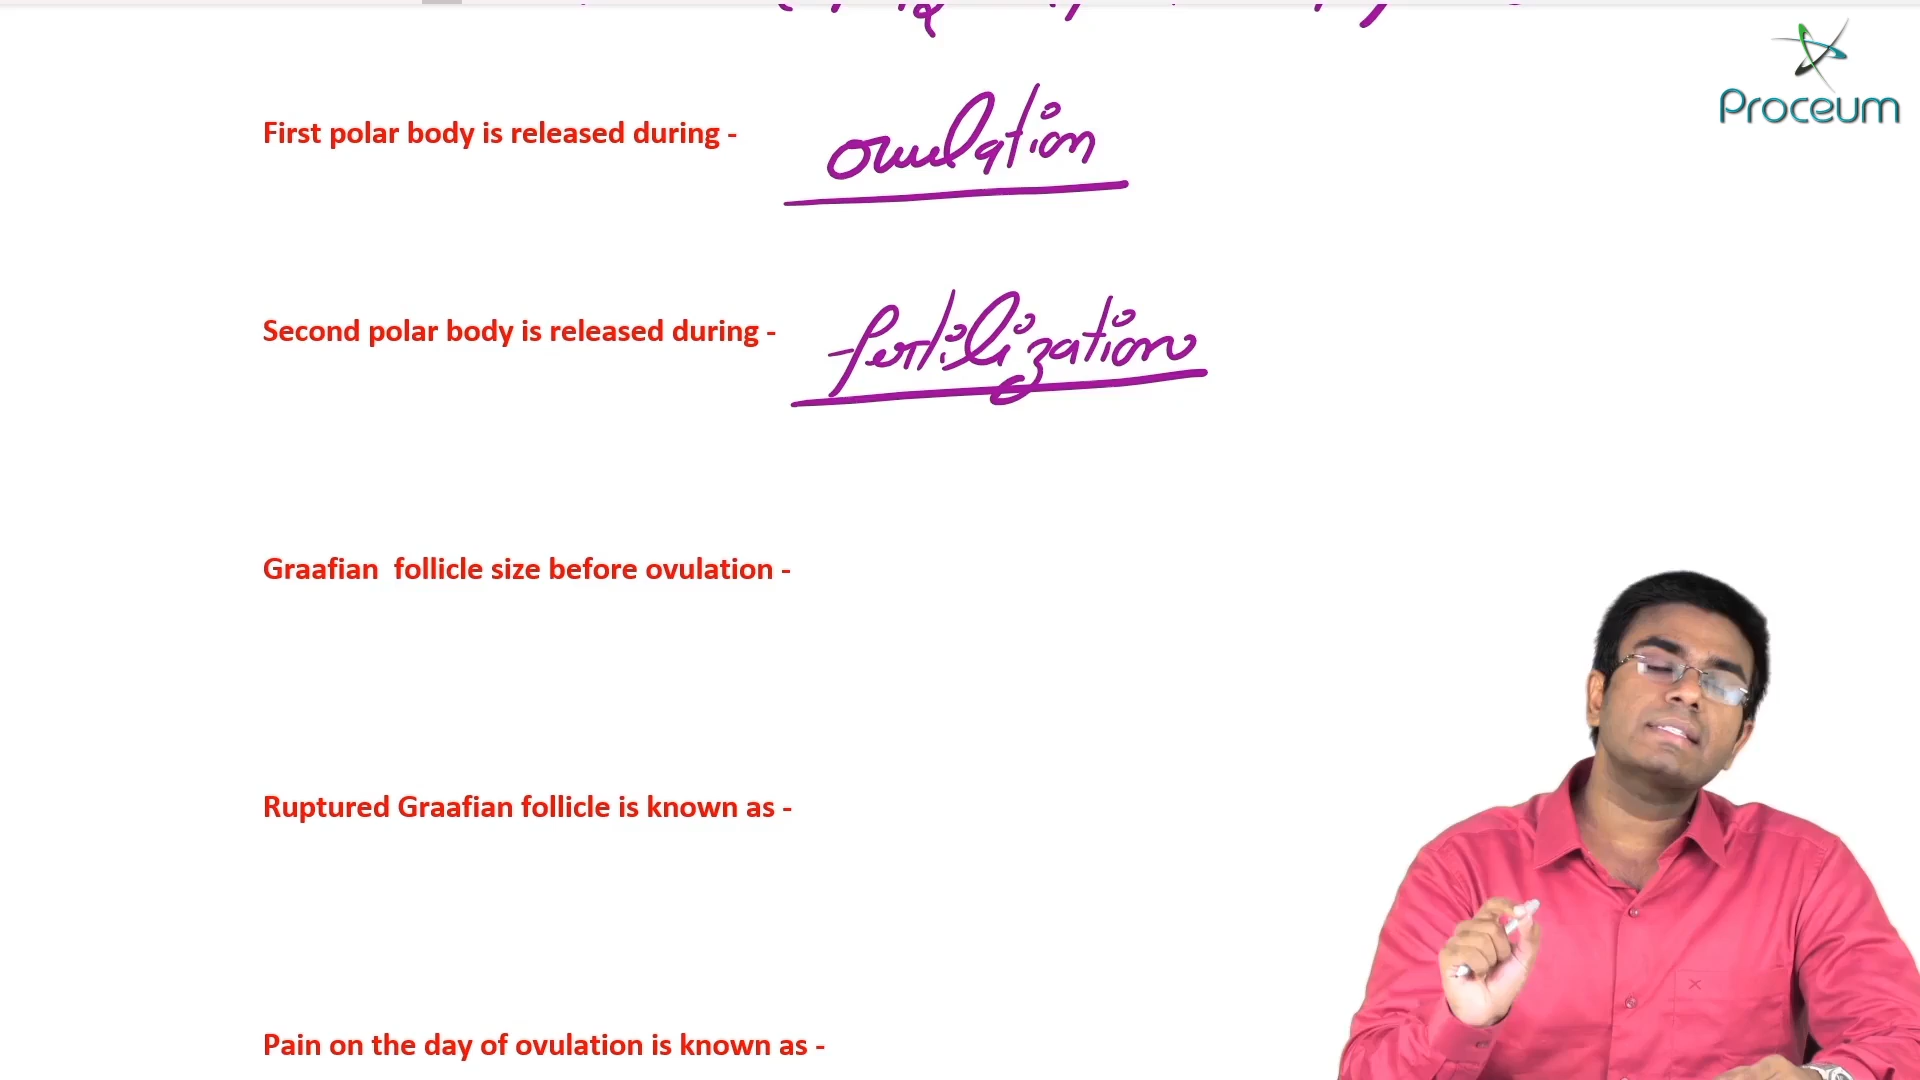 Proceum
First polar body is released during - ovulation
Second polar body is released during - fertilization
Graafian follicle size before ovulation -
Ruptured Graafian follicle is known as -
Pain on the day of ovulation is known as -